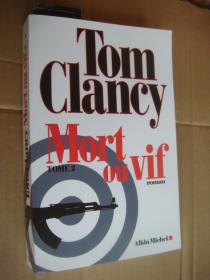 Tom
Clancy
Mort
ou vif
TOME 2
roman
Albin Michel